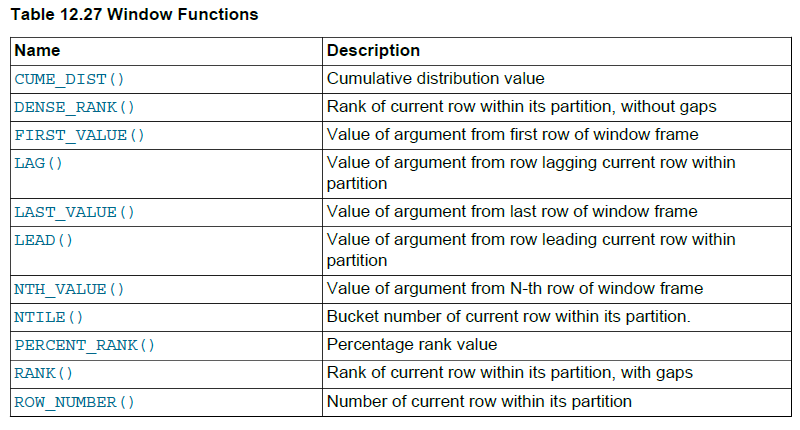 Table 12.27 Window Functions
Name Description
CUME_DIST() Cumulative distribution value
DENSE_RANK() Rank of current row within its partition, without gaps
FIRST_VALUE() Value of argument from first row of window frame
LAG() Value of argument from row lagging current row within
partition
LAST_VALUE() Value of argument from last row of window frame
LEAD() Value of argument from row leading current row within
partition
NTH_VALUE() Value of argument from N-th row of window frame
NTILE() Bucket number of current row within its partition.
PERCENT_RANK() Percentage rank value
RANK() Rank of current row within its partition, with gaps
ROW_NUMBER() Number of current row within its partition